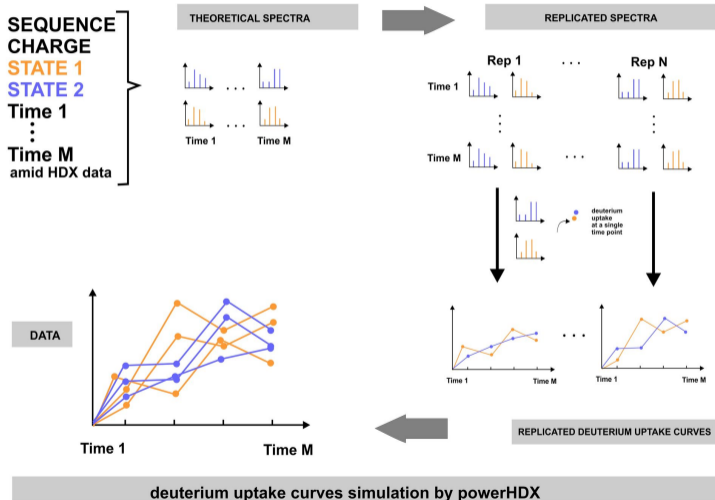 SEQUENCE
CHARGE
STATE 1
STATE 2
Time 1
Time M
amid HDX data
THEORETICAL SPECTRA
Time 1
Time M
REPLICATED SPECTRA
Rep 1
Rep N
Time 1
Time M
deuterium
uptake
at a single
time point
DATA
Time 1
Time M
Time 1
Time M
Time 1
Time M
REPLICATED DEUTERIUM UPTAKE CURVES
deuterium uptake curves simulation by powerHDX